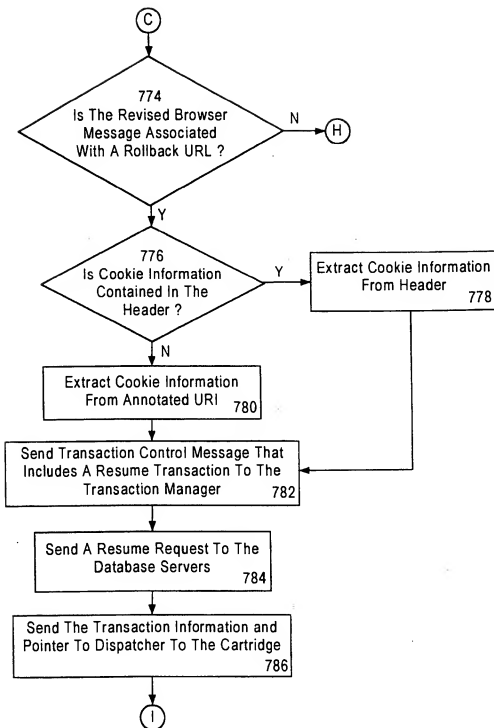 C
774
Is The Revised Browser
Message Associated
With A Rollback URL ?
N
H
Y
776
Is Cookie Information
Contained In The
Header ?
Y
Extract Cookie Information
From Header
778
N
Extract Cookie Information
From Annotated URI
780
Send Transaction Control Message That
Includes A Resume Transaction To The
Transaction Manager
782
Send A Resume Request To The
Database Servers
784
Send The Transaction Information and
Pointer To Dispatcher To The Cartridge
786
I